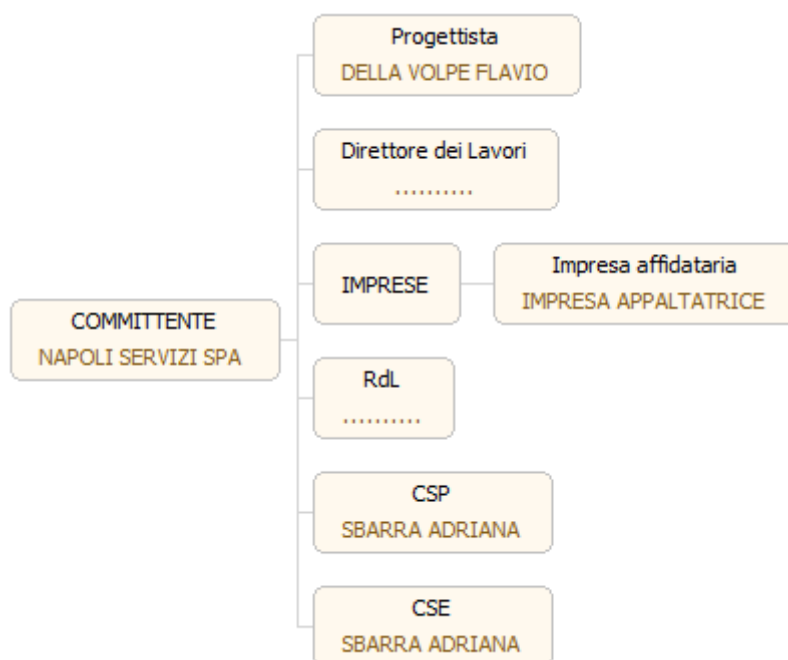 Progettista
DELLA VOLPE FLAVIO
Direttore dei Lavori
..........
IMPRESE
Impresa affidataria
IMPRESA APPALTATRICE
COMMITTENTE
NAPOLI SERVIZI SPA
RdL
..........
CSP
SBARRA ADRIANA
CSE
SBARRA ADRIANA